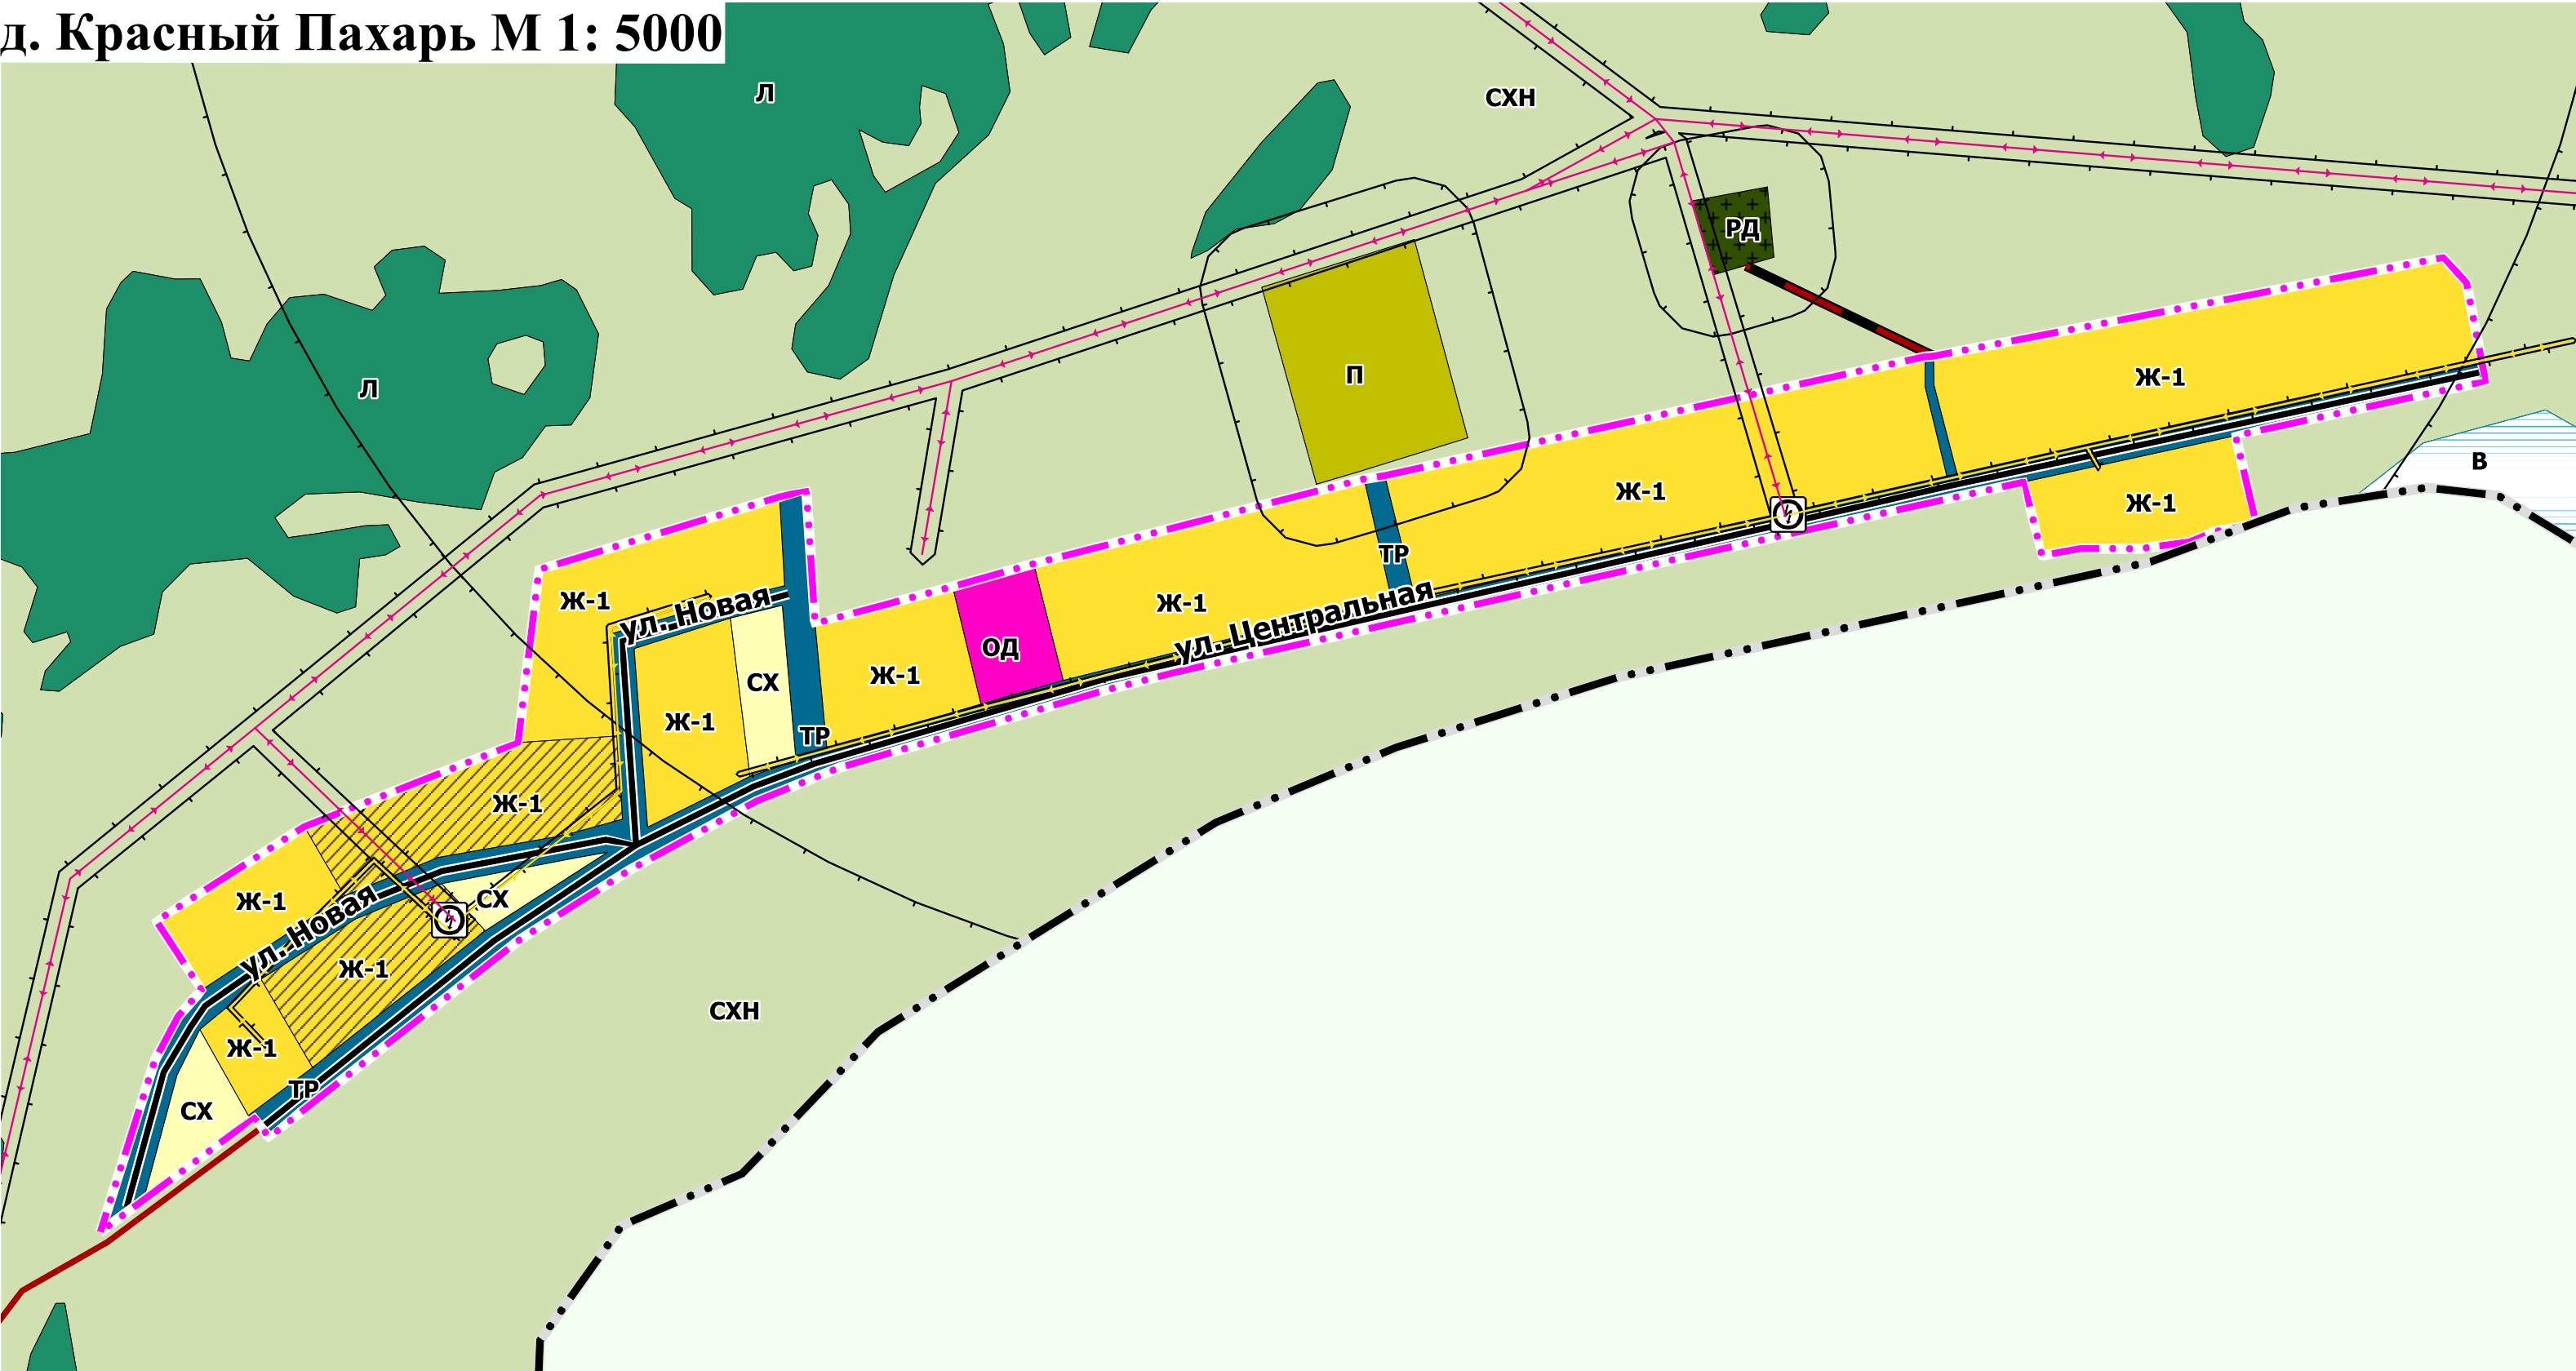 д. Красный Пахарь М 1: 5000
Л
СХН
РД
Л
П
Ж-1
В
Ж-1
Ж-1
ТР
Ж-1
ул. Новая
Ж-1
ул. Центральная
ОД
Ж-1
СХ
Ж-1
ТР
Ж-1
СХ
Ж-1
ул. Новая
Ж-1
СХН
Ж-1
ТР
СХ